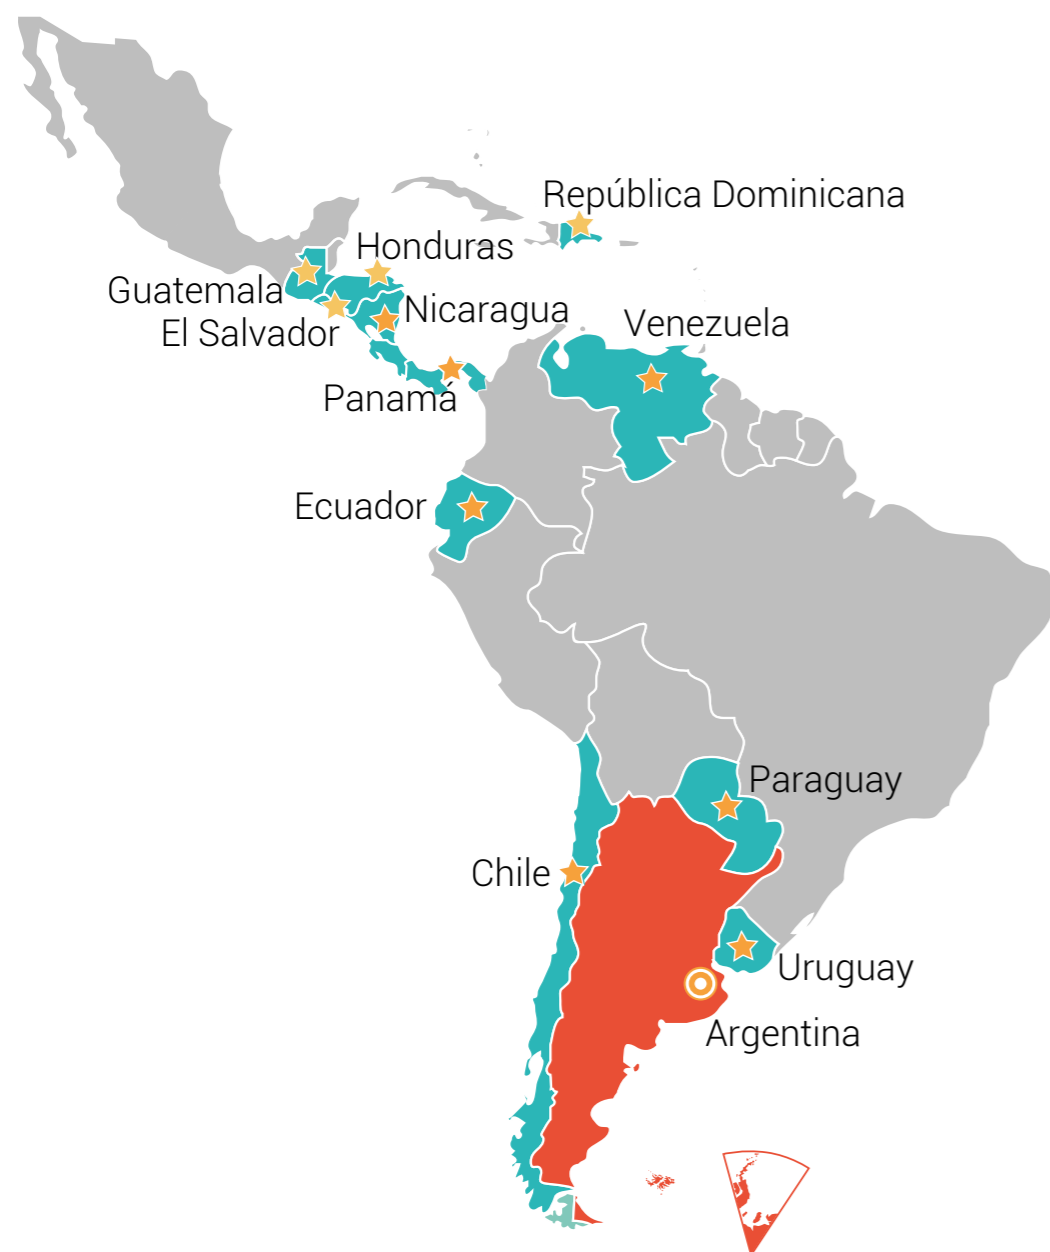 República Dominicana
Honduras
Guatemala
Nicaragua
El Salvador
Venezuela
Panamá
Ecuador
Paraguay
Chile
Uruguay
Argentina